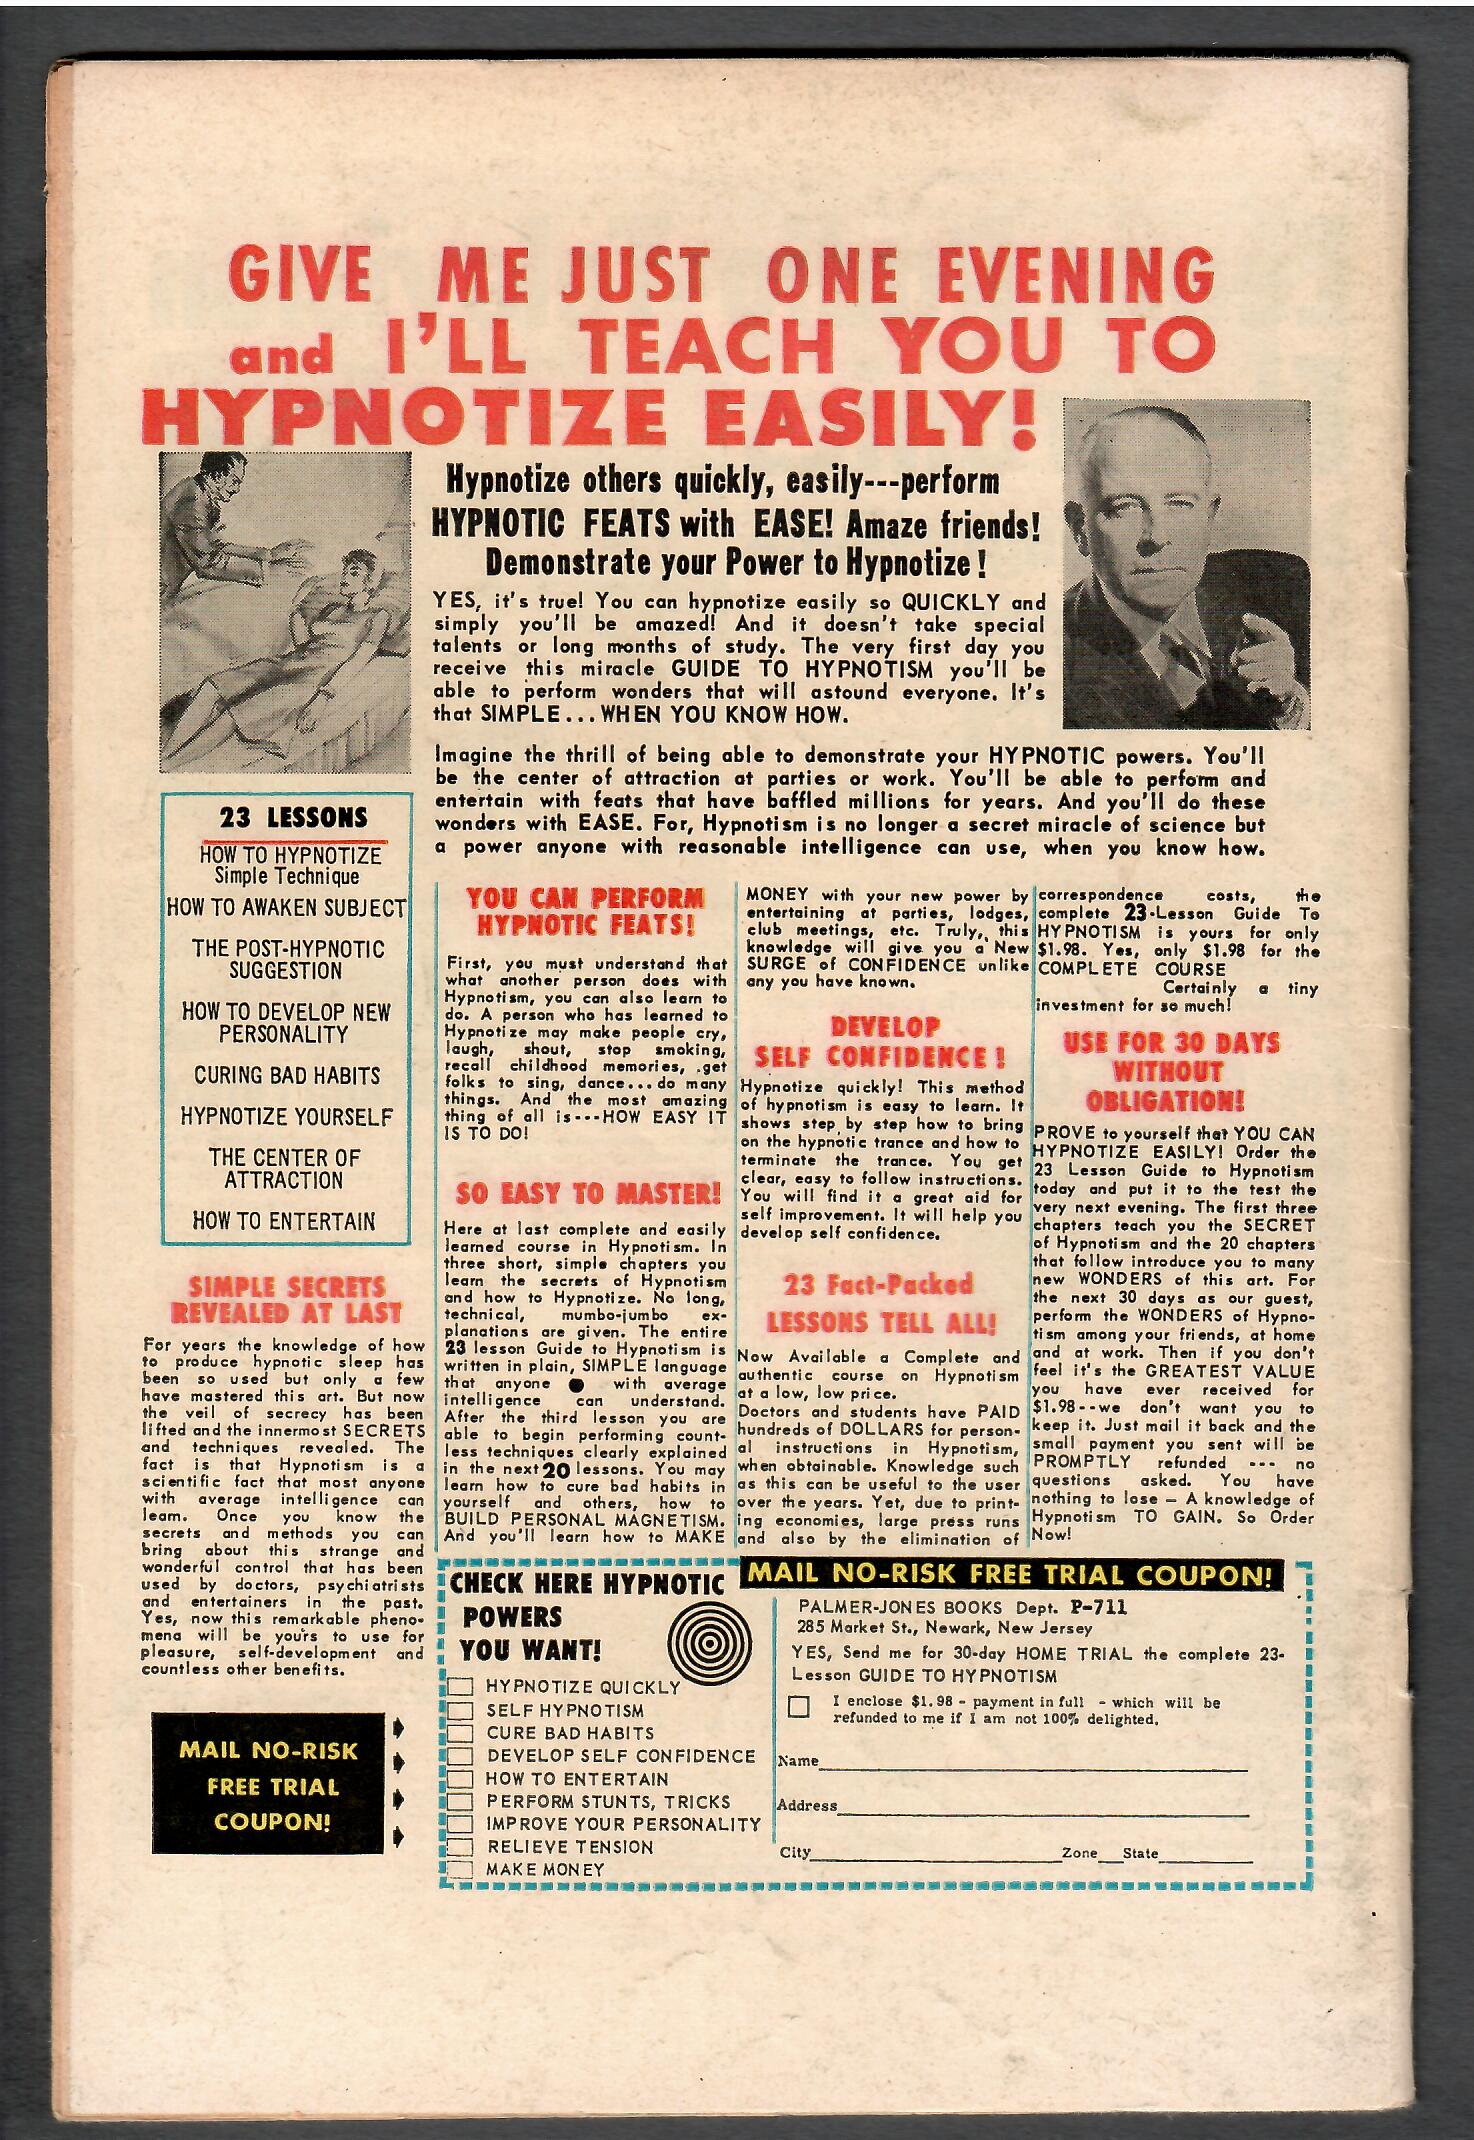 GIVE ME JUST ONE EVENING
and I'LL TEACH YOU TO
HYPNOTIZE EASILY!
Hypnotize others quickly, easily---perform
HYPNOTIC FEATS with EASE! Amaze friends!
Demonstrate your Power to Hypnotize!
YES, it's true! You can hypnotize easily so QUICKLY and
simply you'll be amazed! And it doesn't take special
talents or long months of study. The very first day you
receive this miracle GUIDE TO HYPNOTISM you'll be
able to perform wonders that will astound everyone. It's
that SIMPLE...WHEN YOU KNOW HOW.
Imagine the thrill of being able to demonstrate your HYPNOTIC powers. You'll
be the center of attraction at parties or work. You'll be able to perform and
entertain with feats that have baffled millions for years. And you'll do these
wonders with EASE. For, Hypnotism is no longer a secret miracle of science but
a power anyone with reasonable intelligence can use, when you know how.
23 LESSONS
HOW TO HYPNOTIZE
Simple Technique
HOW TO AWAKEN SUBJECT
THE POST-HYPNOTIC
SUGGESTION
HOW TO DEVELOP NEW
PERSONALITY
CURING BAD HABITS
HYPNOTIZE YOURSELF
THE CENTER OF
ATTRACTION
HOW TO ENTERTAIN
SIMPLE SECRETS
REVEALED AT LAST
For years the knowledge of how
to produce hypnotic sleep has
been so used but only a few
have mastered this art. But now
the veil of secrecy has been
lifted and the innermost SECRETS
and techniques revealed. The
fact is that Hypnotism is a
scientific fact that most anyone
with average intelligence can
learn. Once you know the
secrets and methods you can
bring about this strange and
wonderful control that has been
used by doctors, psychiatrists
and entertainers in the past.
Yes, now this remarkable pheno-
mena will be yours to use for
pleasure, self-development and
countless other benefits.
MAIL NO-RISK
FREE TRIAL
COUPON!
YOU CAN PERFORM
HYPNOTIC FEATS!
First, you must understand that
what another person does with
Hypnotism, you can also learn to
do. A person who has learned to
Hypnotize may make people cry,
laugh, shout, stop smoking,
recall childhood memories, .get
folks to sing, dance...do many
things. And the most amazing
thing of all is---HOW EASY IT
IS TO DO!
SO EASY TO MASTER!
Here at last complete and easily
learned course in Hypnotism. In
three short, simple chapters you
learn the secrets of Hypnotism
and how to Hypnotize. No long,
technical, mumbo-jumbo ex-
planations are given. The entire
23 lesson Guide to Hypnotism is
written in plain, SIMPLE language
that anyone with average
intelligence can understand.
After the third lesson you are
able to begin performing count-
less techniques clearly explained
in the next 20 lessons. You may
learn how to cure bad habits in
yourself and others, how to
BUILD PERSONAL MAGNETISM.
And you'll learn how to MAKE
MONEY with your new power by
entertaining at parties, lodges,
club meetings, etc. Truly, this
knowledge will give you a New
SURGE of CONFIDENCE unlike
any you have known.
DEVELOP
SELF CONFIDENCE!
Hypnotize quickly! This method
of hypnotism is easy to learn. It
shows step by step how to bring
on the hypnotic trance and how to
terminate the trance. You get
clear, easy to follow instructions.
You will find it a great aid for
self improvement. It will help you
develop self confidence.
23 Fact-Packed
LESSONS TELL ALL!
Now Available a Complete and
authentic course on Hypnotism
at a low, low price.
Doctors and students have PAID
hundreds of DOLLARS for person-
al instructions in Hypnotism,
when obtainable. Knowledge such
as this can be useful to the user
over the years. Yet, due to print-
ing economies, large press runs
and also by the elimination of
correspondence costs, the
complete 23-Lesson Guide To
HYPNOTISM is yours for only
$1.98. Yes, only $1.98 for the
COMPLETE COURSE
Certainly a tiny
investment for so much!
USE FOR 30 DAYS
WITHOUT
OBLIGATION!
PROVE to yourself that YOU CAN
HYPNOTIZE EASILY! Order the
23 Lesson Guide to Hypnotism
today and put it to the test the
very next evening. The first three
chapters teach you the SECRET
of Hypnotism and the 20 chapters
that follow introduce you to many
new WONDERS of this art. For
the next 30 days as our guest,
perform the WONDERS of Hypno-
tism among your friends, at home
and at work. Then if you don't
feel it's the GREATEST VALUE
you have ever received for
$1.98--we don't want you to
keep it. Just mail it back and the
small payment you sent will be
PROMPTLY refunded --- no
questions asked. You have
nothing to lose – A knowledge of
Hypnotism TO GAIN. So Order
Now!
CHECK HERE HYPNOTIC
POWERS
YOU WANT!
HYPNOTIZE QUICKLY
SELF HYPNOTISM
CURE BAD HABITS
DEVELOP SELF CONFIDENCE
HOW TO ENTERTAIN
PERFORM STUNTS, TRICKS
IMPROVE YOUR PERSONALITY
RELIEVE TENSION
MAKE MONEY
MAIL NO-RISK FREE TRIAL COUPON!
PALMER-JONES BOOKS Dept. P-711
285 Market St., Newark, New Jersey
YES, Send me for 30-day HOME TRIAL the complete 23-
Lesson GUIDE TO HYPNOTISM
I enclose $1.98 - payment in full - which will be
refunded to me if I am not 100% delighted.
Name
Address
City Zone State